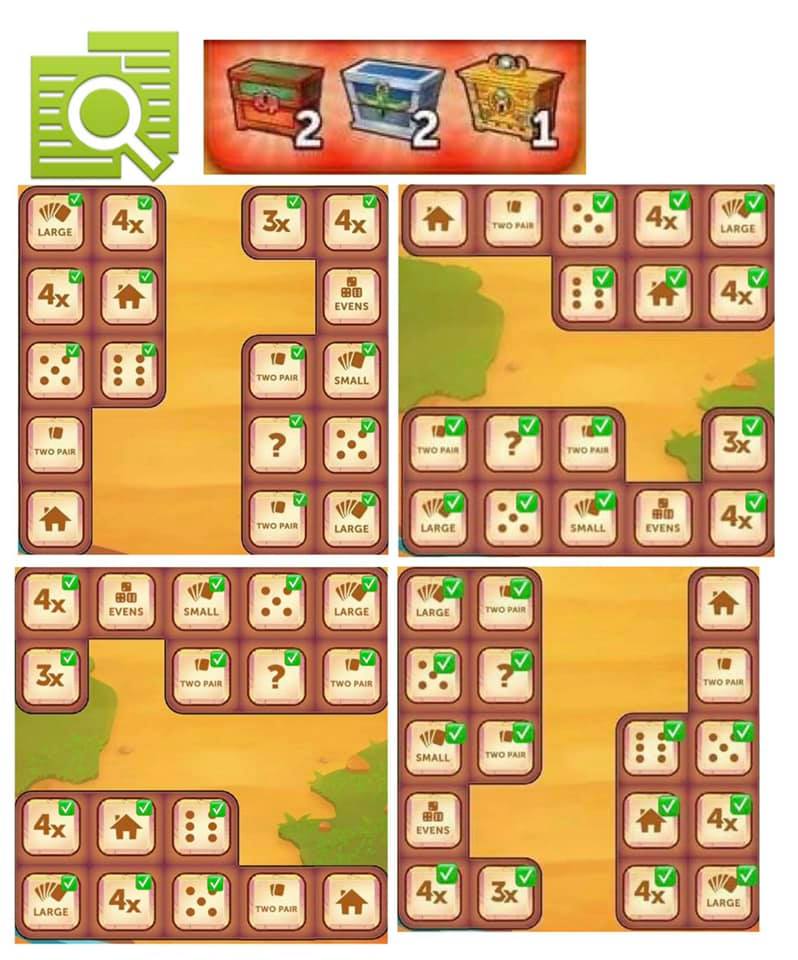 2 2 1
LARGE 4x 3x 4x
4x EVENS
TWO PAIR SMALL
TWO PAIR ?
TWO PAIR LARGE
TWO PAIR 4x LARGE
4x
TWO PAIR ? TWO PAIR 3x
LARGE SMALL EVENS 4x
4x EVENS SMALL LARGE
3x TWO PAIR ? TWO PAIR
4x
LARGE 4x TWO PAIR
LARGE TWO PAIR
? TWO PAIR
SMALL TWO PAIR
EVENS 4x
4x 3x 4x LARGE